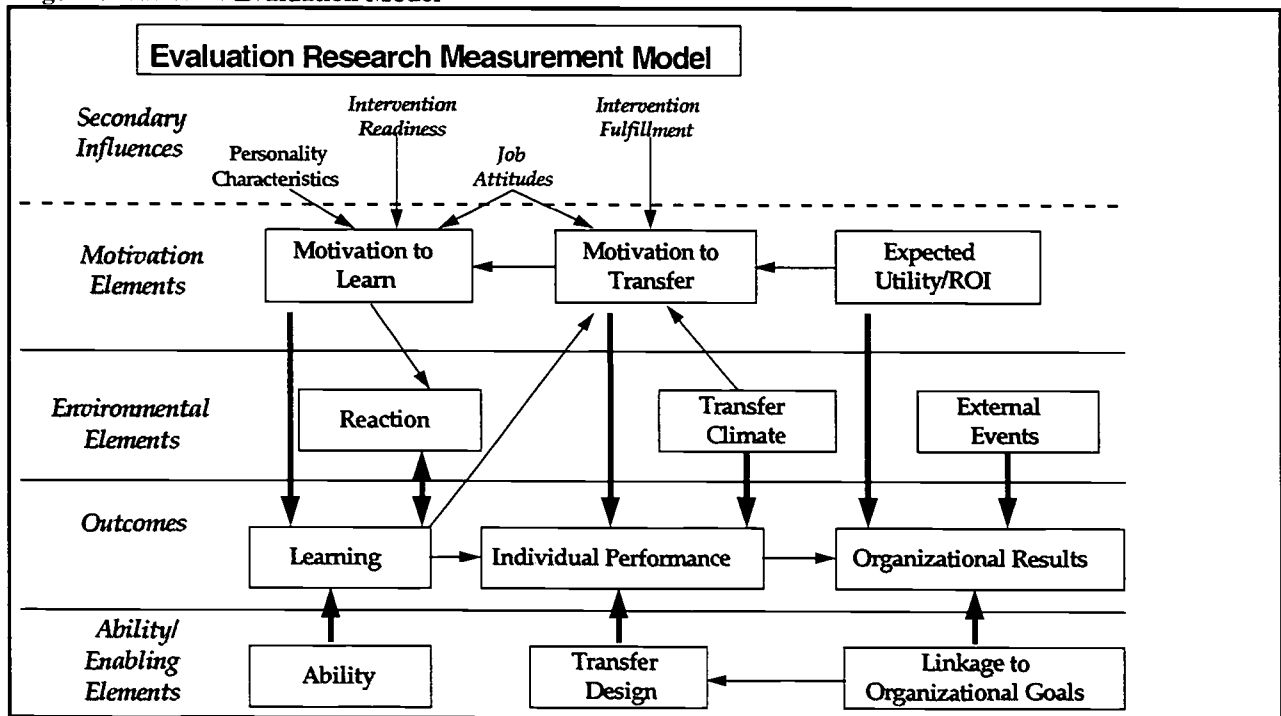 Evaluation Research Measurement Model
Secondary
Influences
Intervention
Readiness
Intervention
Fulfillment
Personality
Characteristics
Job
Attitudes
Motivation
Elements
Motivation to
Learn
Motivation to
Transfer
Expected
Utility/ROI
Environmental
Elements
Reaction
Transfer
Climate
External
Events
Outcomes
Learning
Individual Performance
Organizational Results
Ability/
Enabling
Elements
Ability
Transfer
Design
Linkage to
Organizational Goals